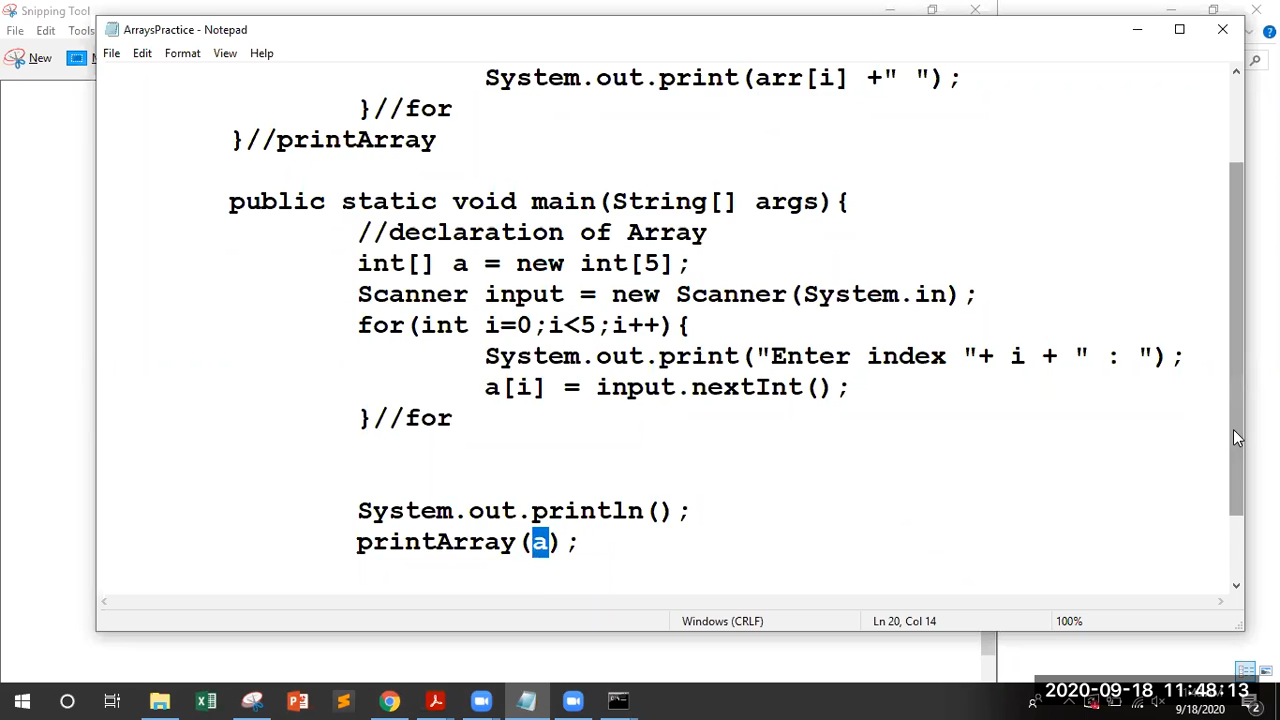 Snipping Tool
File Edit Tools
New
ArraysPractice - Notepad
File Edit Format View Help
System.out.print(arr[i] +" ");
}//for
}//printArray
public static void main(String[] args){
//declaration of Array
int[] a = new int[5];
Scanner input = new Scanner(System.in);
for(int i=0;i<5;i++){
System.out.print("Enter index "+ i + " : ");
a[i] = input.nextInt();
}//for
System.out.println();
printArray(a);
Windows (CRLF) Ln 20, Col 14 100%
2020-09-18 11:48:13
9/18/2020
2